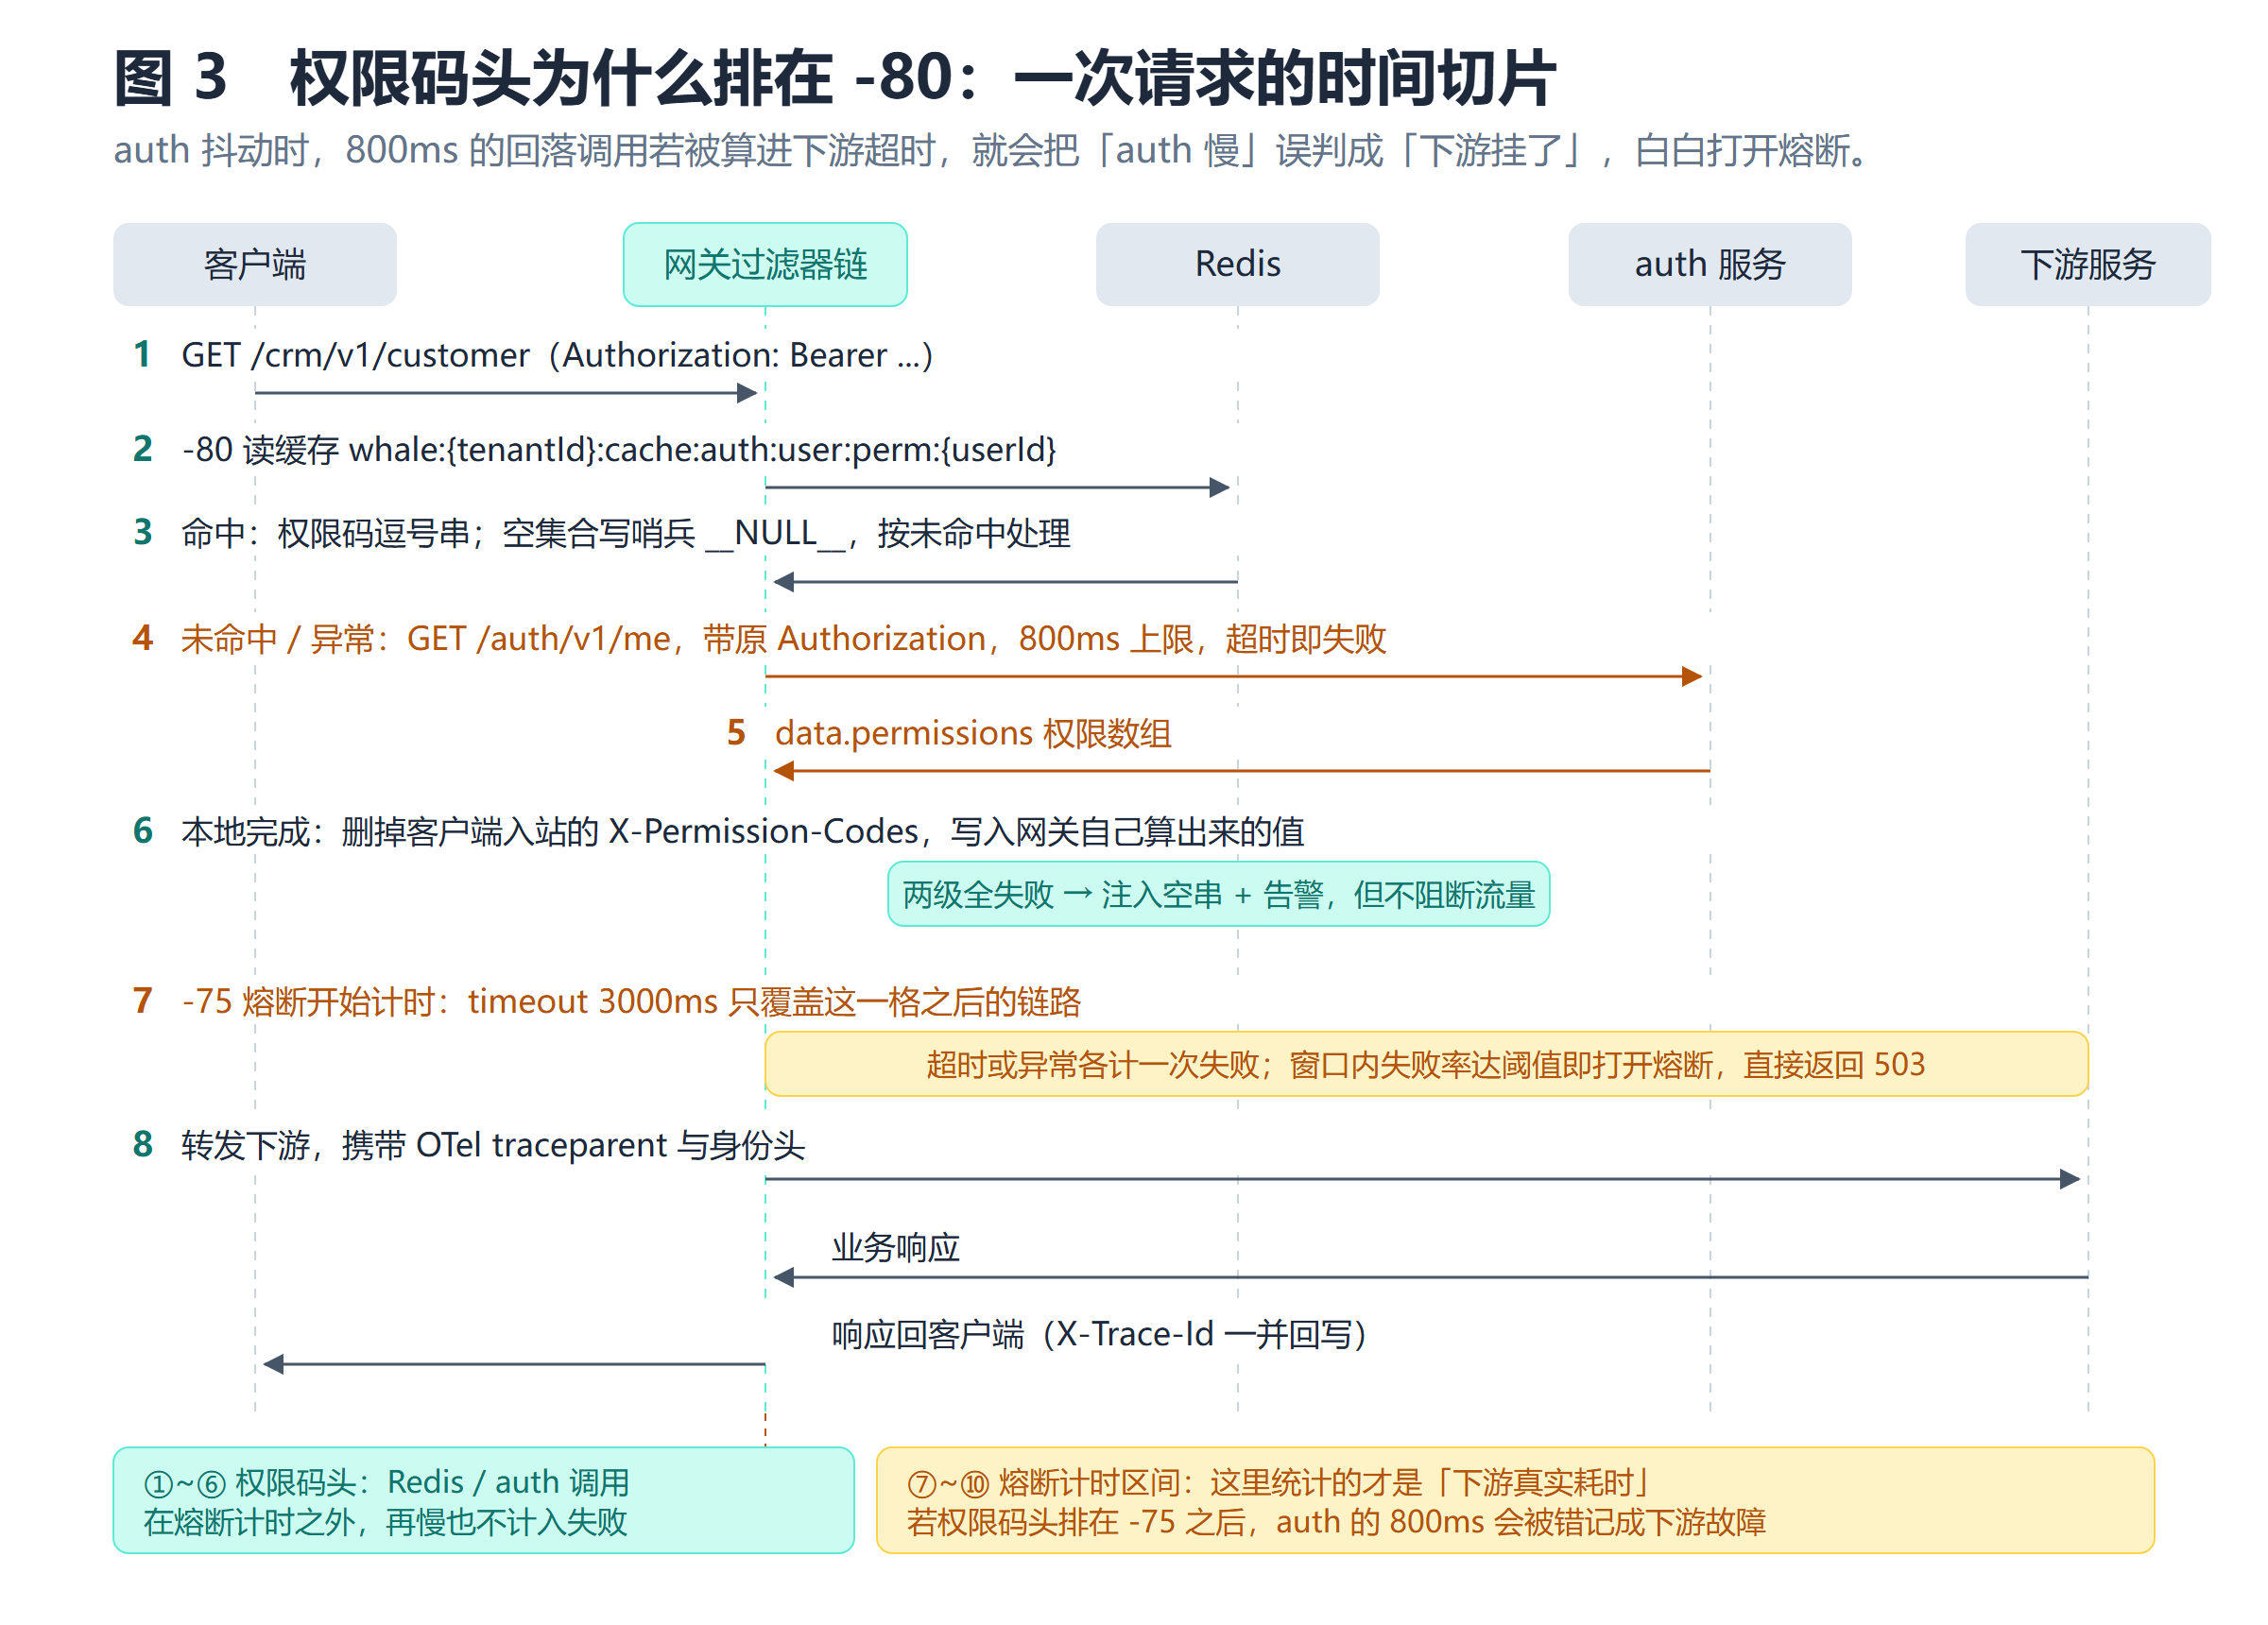 图 3 权限码头为什么排在 -80：一次请求的时间切片
auth 抖动时，800ms 的回落调用若被算进下游超时，就会把「auth 慢」误判成「下游挂了」，白白打开熔断。
客户端
网关过滤器链
Redis
auth 服务
下游服务
1 GET /crm/v1/customer（Authorization: Bearer ...）
2 -80 读缓存 whale:{tenantId}:cache:auth:user:perm:{userId}
3 命中：权限码逗号串；空集合写哨兵 __NULL__，按未命中处理
4 未命中 / 异常：GET /auth/v1/me，带原 Authorization，800ms 上限，超时即失败
5 data.permissions 权限数组
6 本地完成：删掉客户端入站的 X-Permission-Codes，写入网关自己算出来的值
两级全失败 → 注入空串 + 告警，但不阻断流量
7 -75 熔断开始计时：timeout 3000ms 只覆盖这一格之后的链路
超时或异常各计一次失败；窗口内失败率达阈值即打开熔断，直接返回 503
8 转发下游，携带 OTel traceparent 与身份头
业务响应
响应回客户端（X-Trace-Id 一并回写）
①~⑥ 权限码头：Redis / auth 调用
在熔断计时之外，再慢也不计入失败
⑦~⑩ 熔断计时区间：这里统计的才是「下游真实耗时」
若权限码头排在 -75 之后，auth 的 800ms 会被错记成下游故障